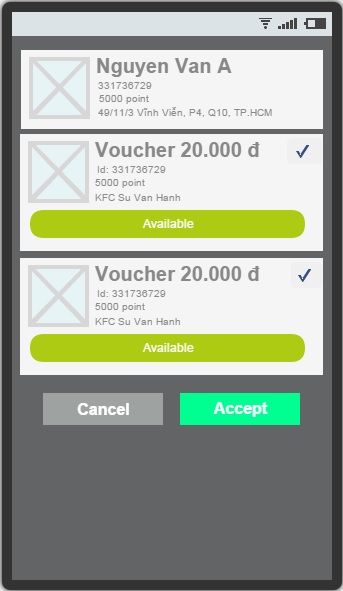 Nguyen Van A
331736729
5000 point
49/11/3 Vĩnh Viễn, P4, Q10, TP.HCM
Voucher 20.000 đ
Id: 331736729
5000 point
KFC Su Van Hanh
Available
Voucher 20.000 đ
Id: 331736729
5000 point
KFC Su Van Hanh
Available
Cancel Accept